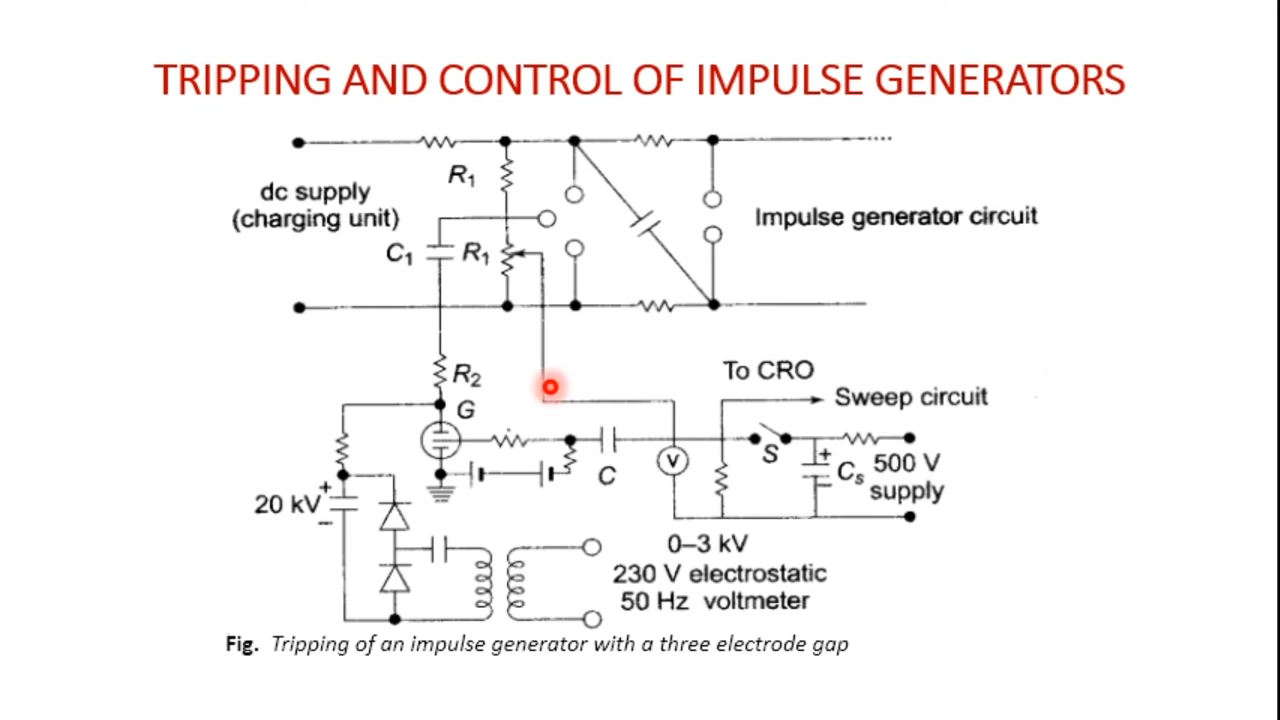 TRIPPING AND CONTROL OF IMPULSE GENERATORS
R₁
dc supply
(charging unit)
Impulse generator circuit
C₁
R₁
R₂
To CRO
G
Sweep circuit
S
V
+
C
Cₛ
500 V
supply
+
20 kV
–
0–3 kV
230 V electrostatic
50 Hz voltmeter
Fig. Tripping of an impulse generator with a three electrode gap